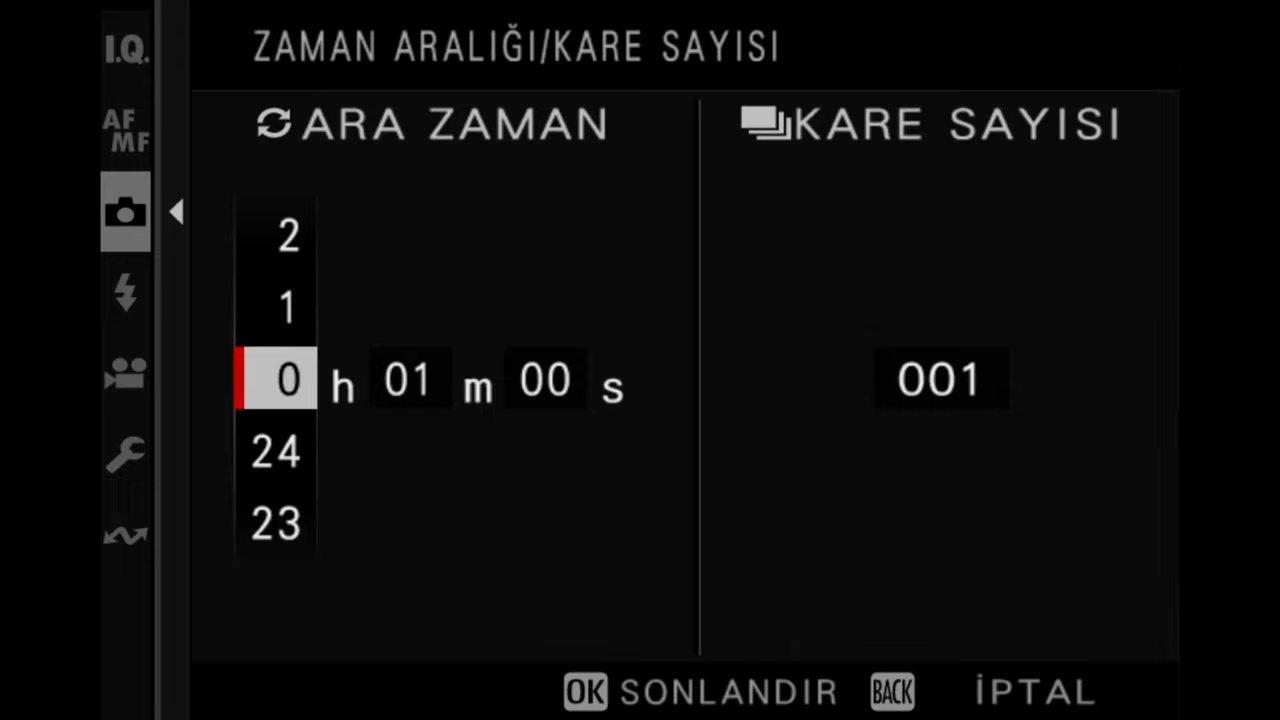 I.Q.
ZAMAN ARALIĞI/KARE SAYISI
AF
MF
ARA ZAMAN
KARE SAYISI
2
1
0 h 01 m 00 s
001
24
23
OK SONLANDIR BACK İPTAL